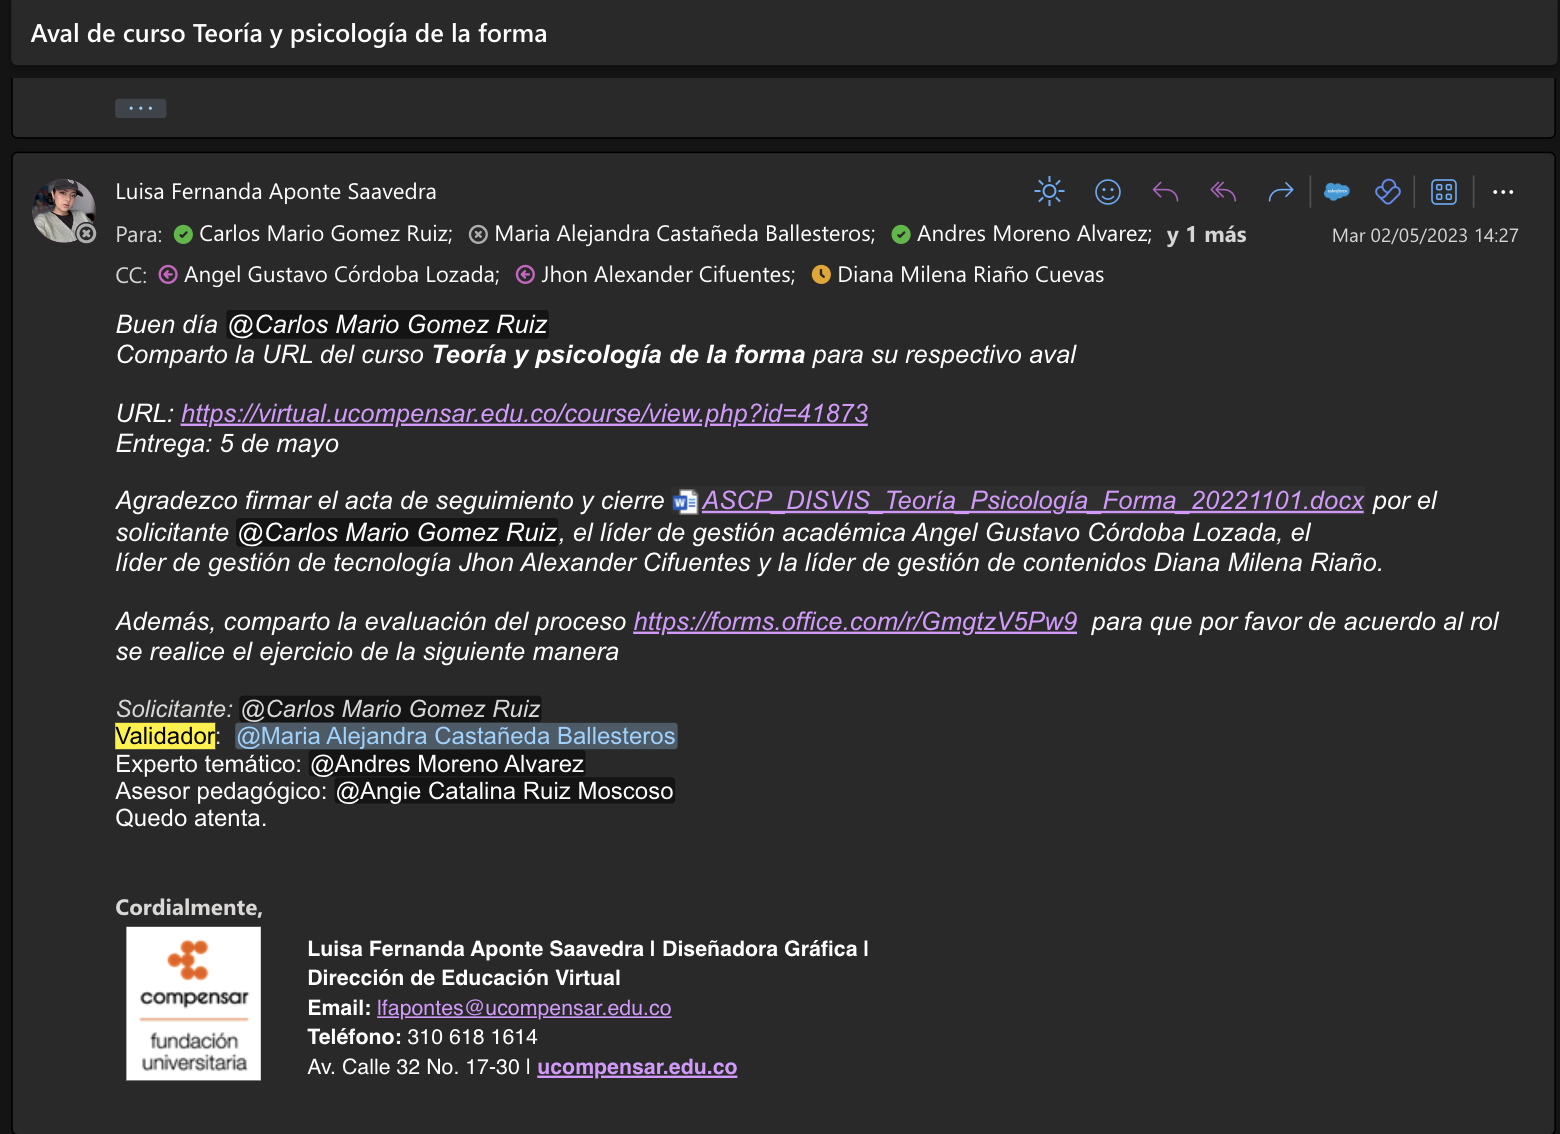 Aval de curso Teoría y psicología de la forma
...
Luisa Fernanda Aponte Saavedra
Para: Carlos Mario Gomez Ruiz; Maria Alejandra Castañeda Ballesteros; Andres Moreno Alvarez; y 1 más
Mar 02/05/2023 14:27
CC: Angel Gustavo Córdoba Lozada; Jhon Alexander Cifuentes; Diana Milena Riaño Cuevas
Buen día @Carlos Mario Gomez Ruiz
Comparto la URL del curso Teoría y psicología de la forma para su respectivo aval
URL: https://virtual.ucompensar.edu.co/course/view.php?id=41873
Entrega: 5 de mayo
Agradezco firmar el acta de seguimiento y cierre ASCP_DISVIS_Teoría_Psicología_Forma_20221101.docx por el
solicitante @Carlos Mario Gomez Ruiz, el líder de gestión académica Angel Gustavo Córdoba Lozada, el
líder de gestión de tecnología Jhon Alexander Cifuentes y la líder de gestión de contenidos Diana Milena Riaño.
Además, comparto la evaluación del proceso https://forms.office.com/r/GmgtzV5Pw9 para que por favor de acuerdo al rol
se realice el ejercicio de la siguiente manera
Solicitante: @Carlos Mario Gomez Ruiz
Validador: @Maria Alejandra Castañeda Ballesteros
Experto temático: @Andres Moreno Alvarez
Asesor pedagógico: @Angie Catalina Ruiz Moscoso
Quedo atenta.
Cordialmente,
compensar
fundación
universitaria
Luisa Fernanda Aponte Saavedra | Diseñadora Gráfica |
Dirección de Educación Virtual
Email: lfapontes@ucompensar.edu.co
Teléfono: 310 618 1614
Av. Calle 32 No. 17-30 | ucompensar.edu.co